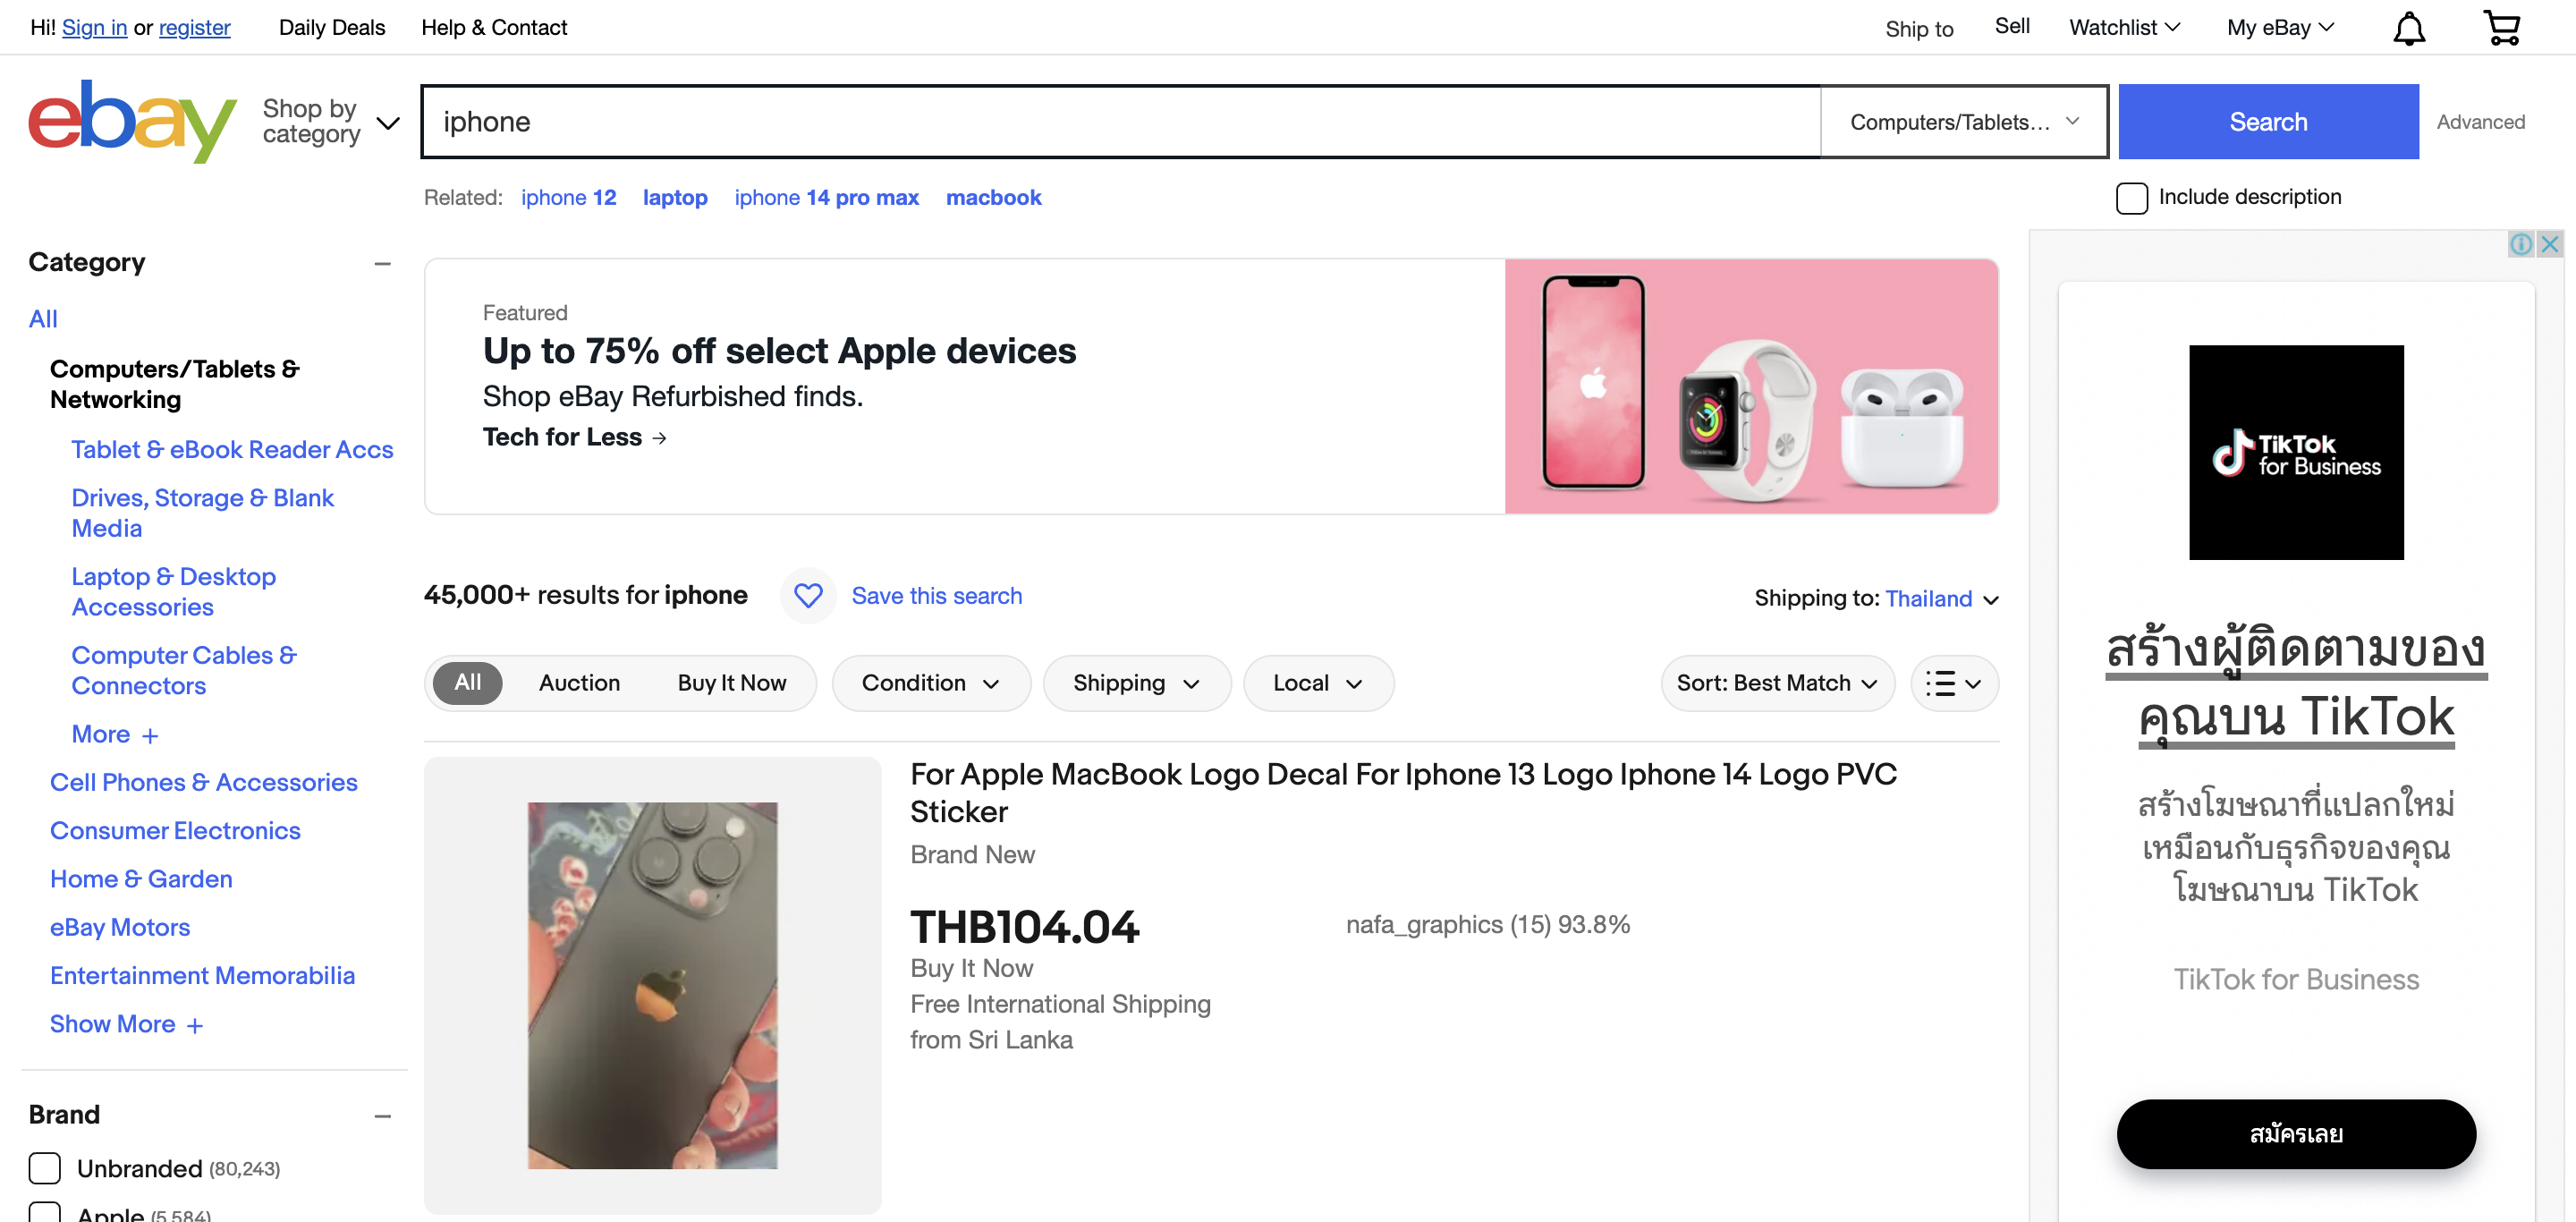 Hi! Sign in or register
Daily Deals
Help & Contact
Ship to
Sell
Watchlist
My eBay
ebay
Shop by
category
iphone
Computers/Tablets...
Search
Advanced
Related: iphone 12 laptop iphone 14 pro max macbook
Include description
Category
All
Computers/Tablets &
Networking
Tablet & eBook Reader Accs
Drives, Storage & Blank
Media
Laptop & Desktop
Accessories
Computer Cables &
Connectors
More +
Cell Phones & Accessories
Consumer Electronics
Home & Garden
eBay Motors
Entertainment Memorabilia
Show More +
Brand
Unbranded (80,243)
Apple (5,584)
Featured
Up to 75% off select Apple devices
Shop eBay Refurbished finds.
Tech for Less →
45,000+ results for iphone
Save this search
Shipping to: Thailand
All
Auction
Buy It Now
Condition
Shipping
Local
Sort: Best Match
For Apple MacBook Logo Decal For Iphone 13 Logo Iphone 14 Logo PVC
Sticker
Brand New
THB104.04
nafa_graphics (15) 93.8%
Buy It Now
Free International Shipping
from Sri Lanka
TikTok
for Business
สร้างผู้ติดตามของ
คุณบน TikTok
สร้างโฆษณาที่แปลกใหม่
เหมือนกับธุรกิจของคุณ
โฆษณาบน TikTok
TikTok for Business
สมัครเลย